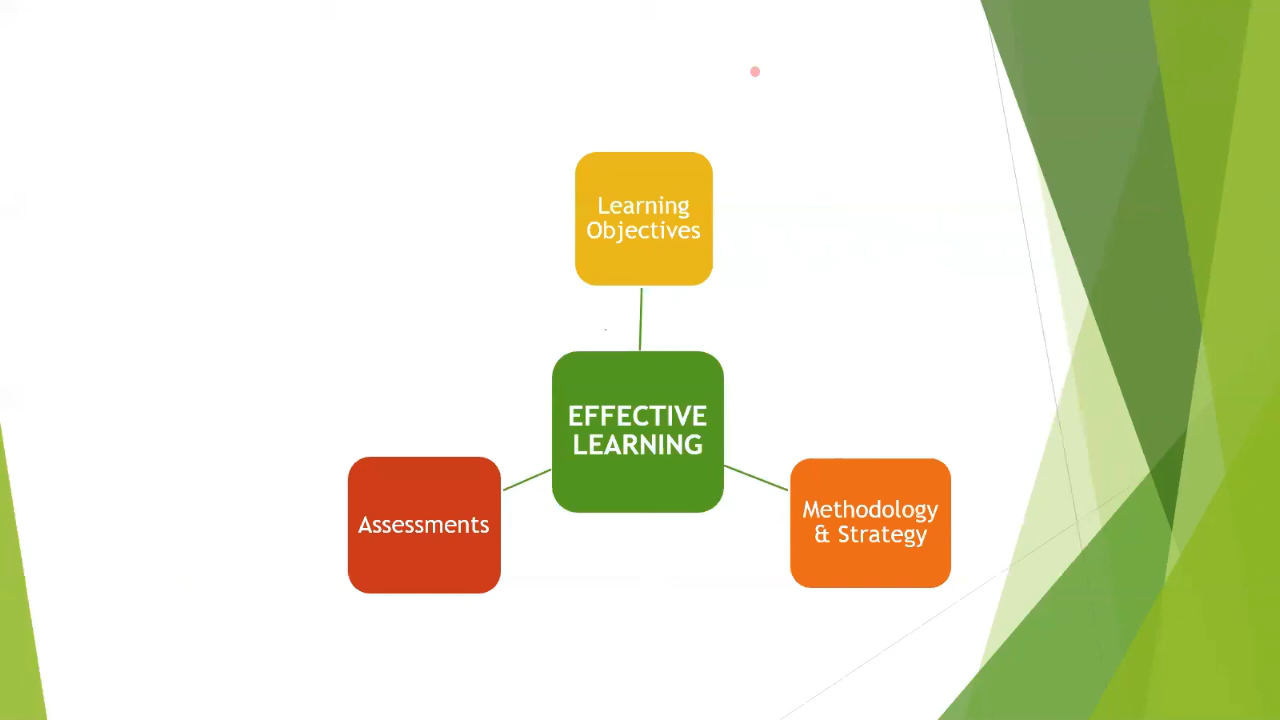 Learning
Objectives
EFFECTIVE
LEARNING
Assessments
Methodology
& Strategy